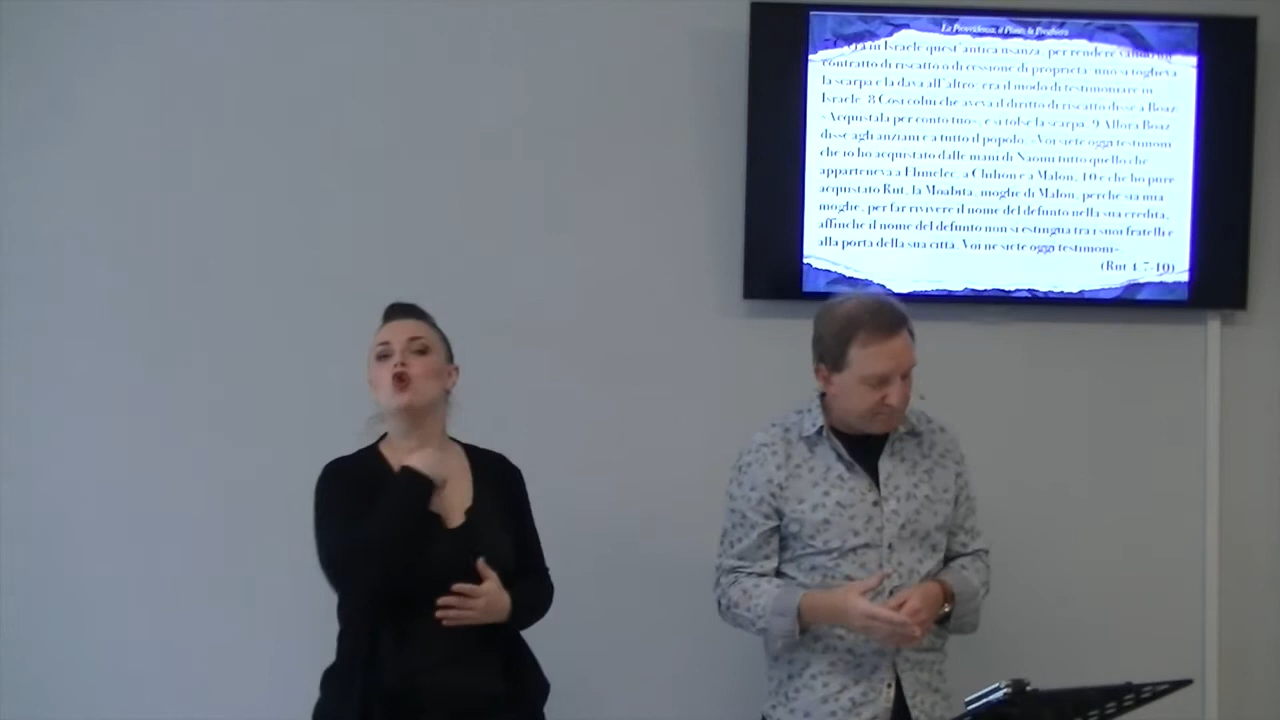 La Provvidenza, il Piano, la Preghiera
era in Israele quest'antica usanza, per rendere valido un
contratto di riscatto o di cessione di proprietà: uno si toglieva
la scarpa e la dava all'altro; era il modo di testimoniare in
Israele. 8 Così colui che aveva il diritto di riscatto disse a Boaz:
«Acquistala per conto tuo», e si tolse la scarpa. 9 Allora Boaz
disse agli anziani e a tutto il popolo: «Voi siete oggi testimoni
che io ho acquistato dalle mani di Naomi tutto quello che
apparteneva a Elimelec, a Chilion e a Malon, 10 e che ho pure
acquistato Rut, la Moabita, moglie di Malon, perché sia mia
moglie, per far rivivere il nome del defunto nella sua eredità,
affinché il nome del defunto non si estingua tra i suoi fratelli e
alla porta della sua città. Voi ne siete oggi testimoni».
(Rut 4:7-10)